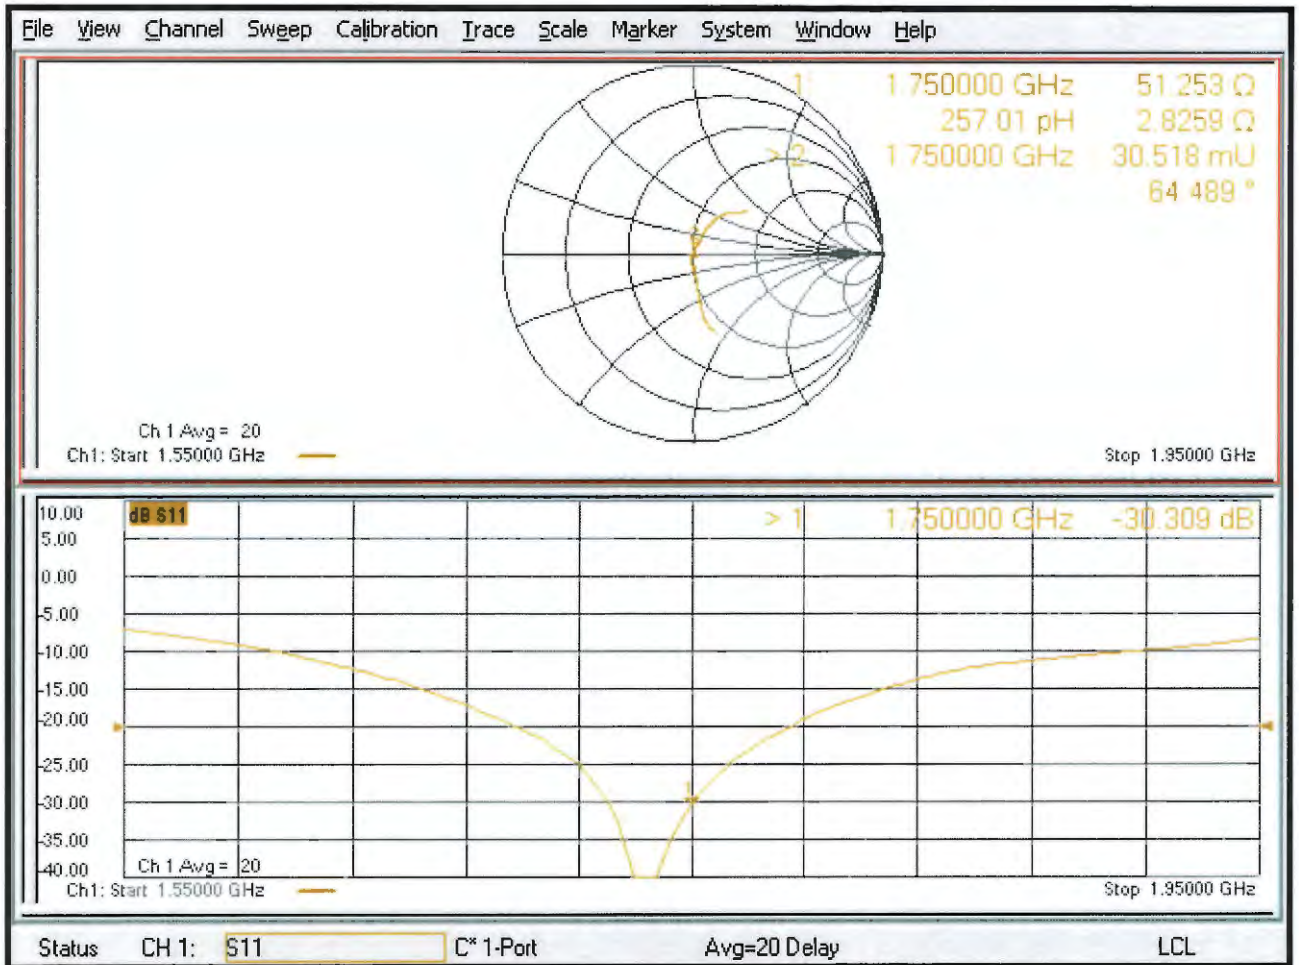 File View Channel Sweep Calibration Trace Scale Marker System Window Help
1: 1.750000 GHz 51.253 Ω
257.01 pH 2.8259 Ω
> 2 1.750000 GHz 30.518 mU
64.489 °
Ch 1 Avg = 20
Ch1: Start 1.55000 GHz
Stop 1.95000 GHz
10.00
dB S11
> 1 1.750000 GHz -30.309 dB
5.00
0.00
-5.00
-10.00
-15.00
-20.00
-25.00
-30.00
1
-35.00
-40.00
Ch 1 Avg = 20
Ch1: Start 1.55000 GHz
Stop 1.95000 GHz
Status CH 1: S11 C* 1-Port Avg=20 Delay LCL